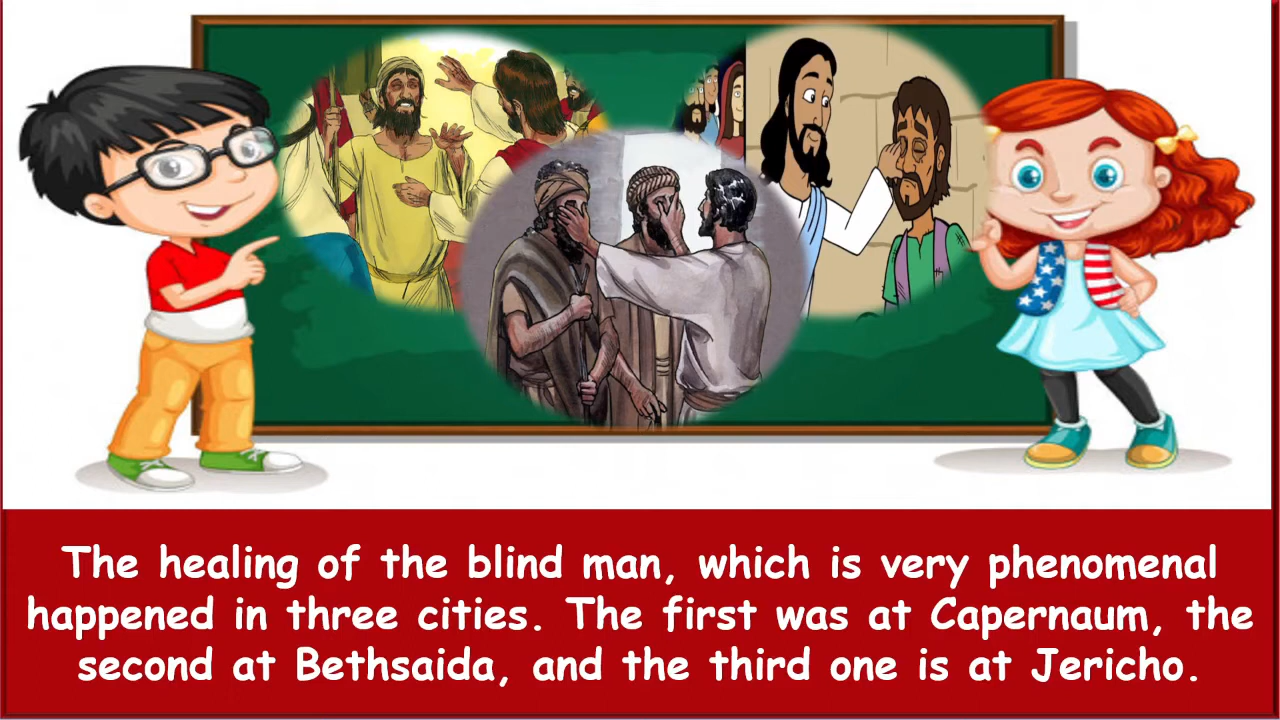 The healing of the blind man, which is very phenomenal
happened in three cities. The first was at Capernaum, the
second at Bethsaida, and the third one is at Jericho.